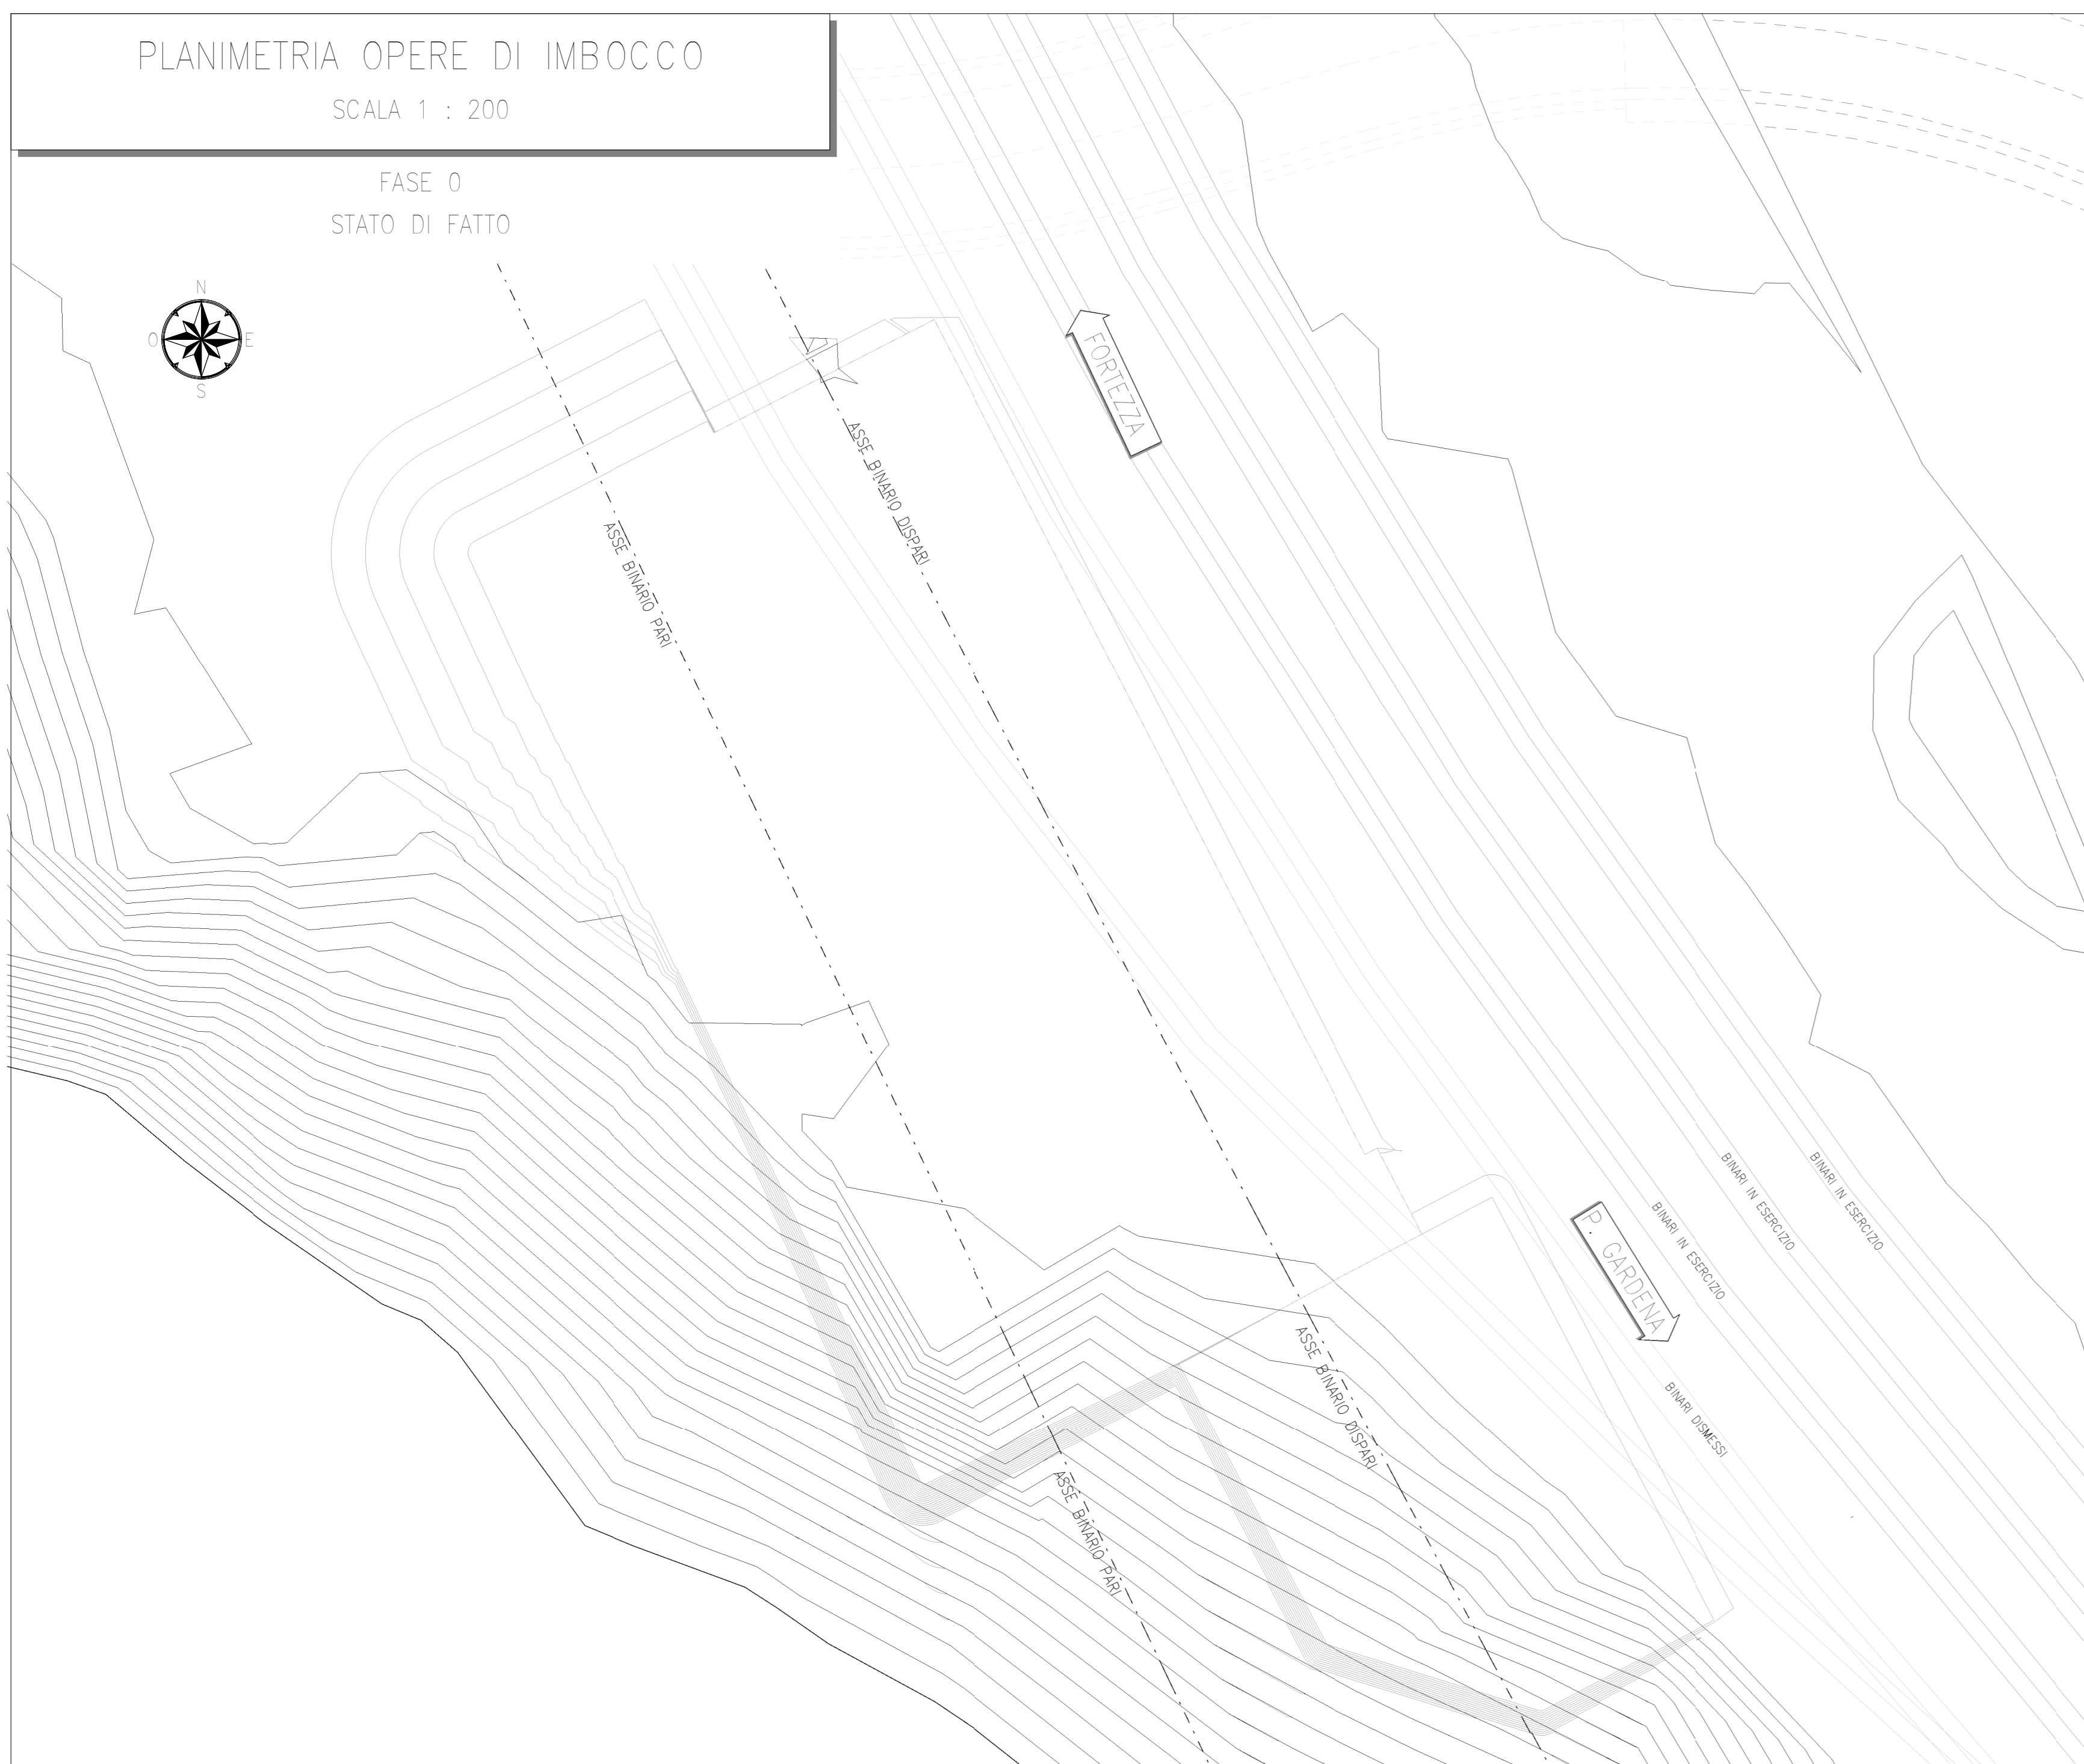 PLANIMETRIA OPERE DI IMBOCCO
SCALA 1 : 200
FASE 0
STATO DI FATTO
N
O
E
S
FORTEZZA
ASSE BINARIO DISPARI
ASSE BINARIO PARI
BINARI IN ESERCIZIO
BINARI IN ESERCIZIO
BINARI IN ESERCIZIO
P. GARDENA
ASSE BINARIO DISPARI
BINARI DISMESSI
ASSE BINARIO PARI